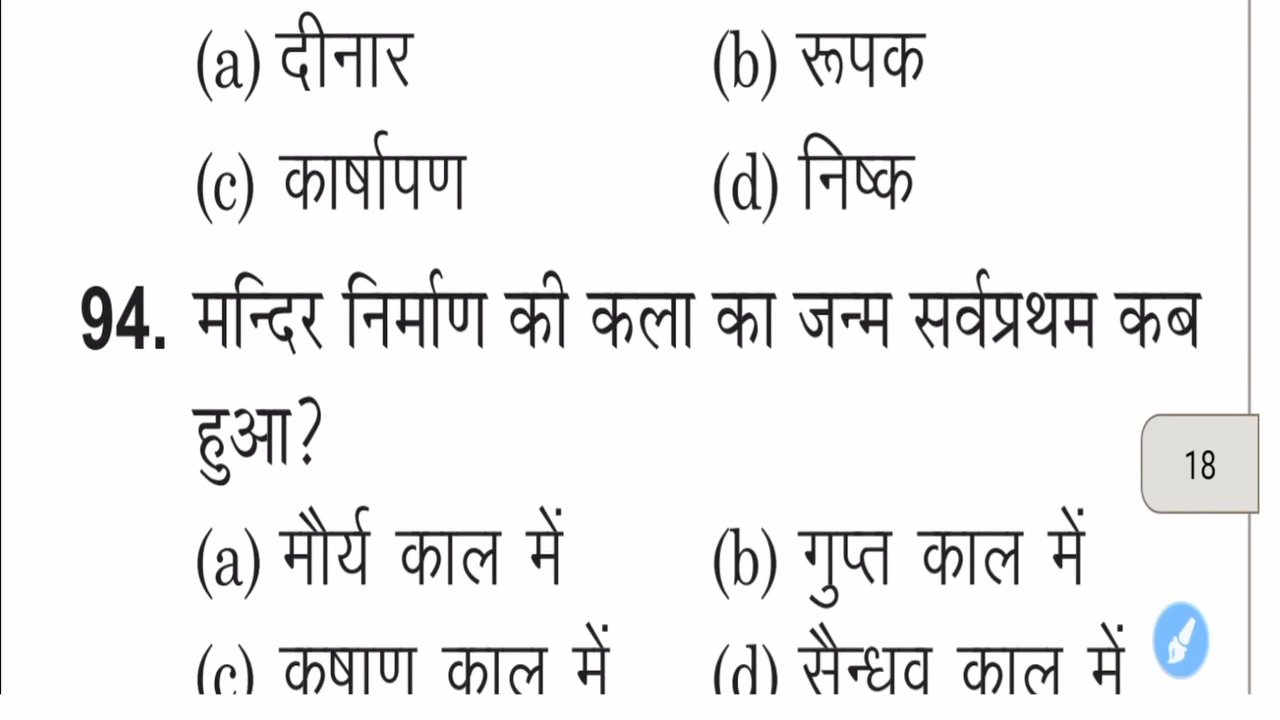 (a) दीनार (b) रूपक
(c) कार्षापण (d) निष्क
94. मन्दिर निर्माण की कला का जन्म सर्वप्रथम कब
हुआ?
18
(a) मौर्य काल में (b) गुप्त काल में
(c) कुषाण काल में (d) सैन्धव काल में